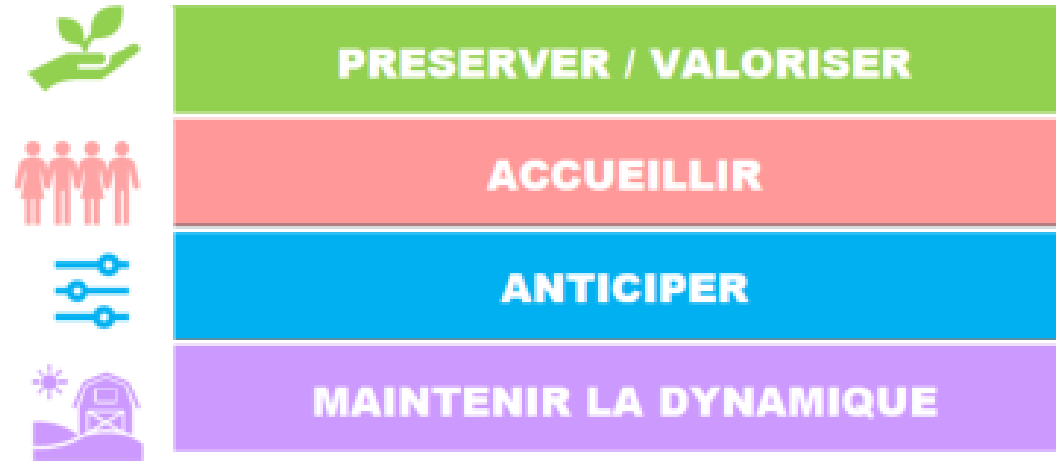 PRESERVER / VALORISER
ACCUEILLIR
ANTICIPER
MAINTENIR LA DYNAMIQUE